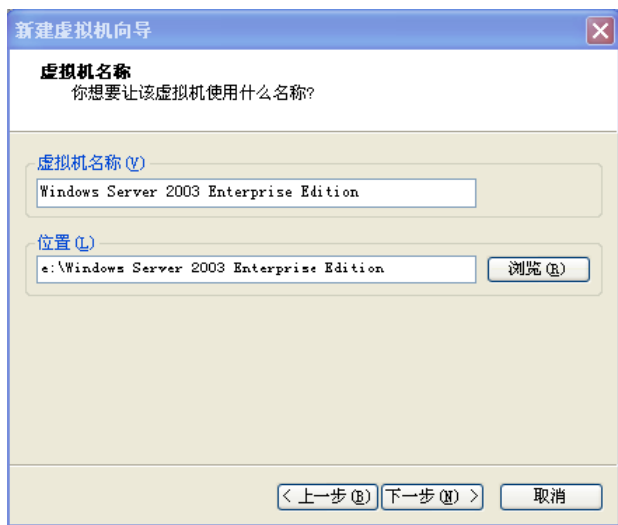 新建虚拟机向导
虚拟机名称
你想要让该虚拟机使用什么名称?
虚拟机名称(V)
Windows Server 2003 Enterprise Edition
位置(L)
e:\Windows Server 2003 Enterprise Edition
浏览(R)
< 上一步(B) 下一步(N) > 取消